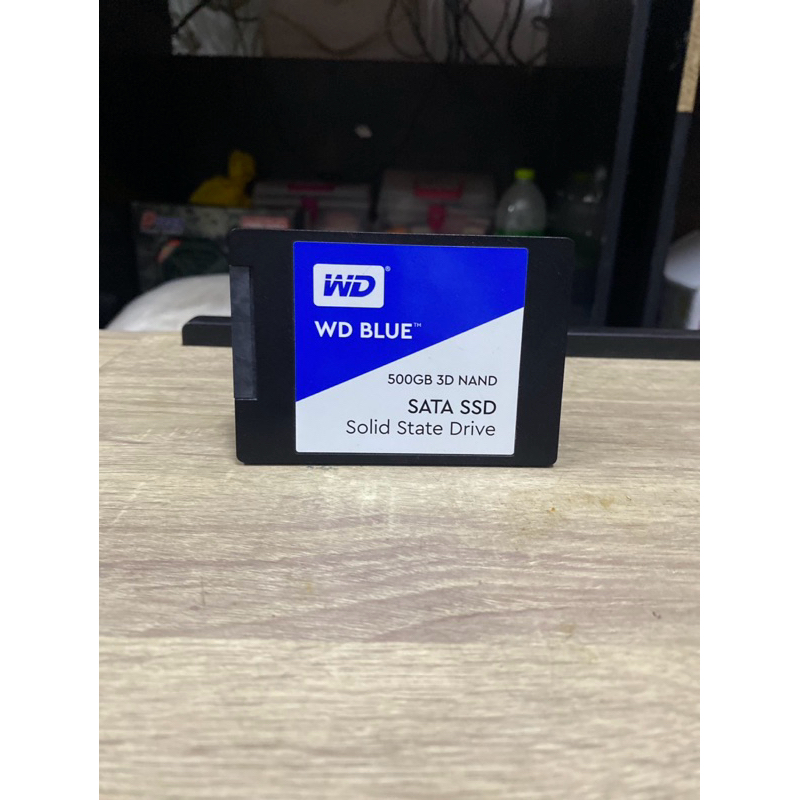 WD®
WD BLUE™
500GB 3D NAND
SATA SSD
Solid State Drive